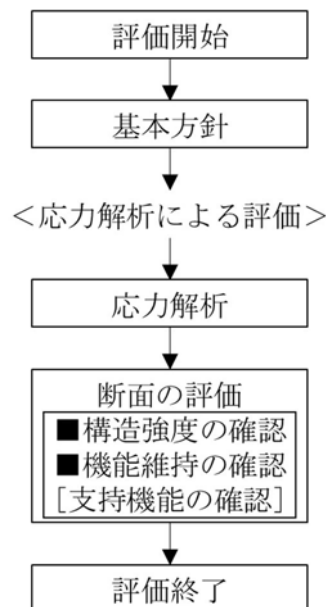 評価開始
基本方針
＜応力解析による評価＞
応力解析
断面の評価
■構造強度の確認
■機能維持の確認
[支持機能の確認]
評価終了